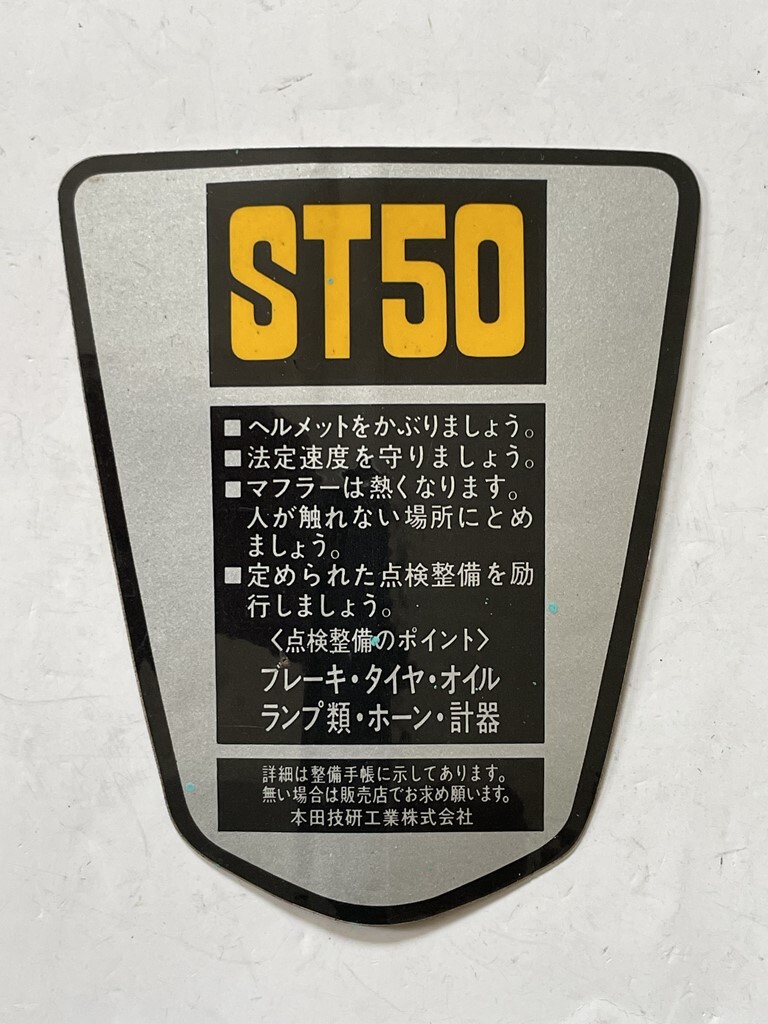 ST50
■ヘルメットをかぶりましょう。
■法定速度を守りましょう。
■マフラーは熱くなります。
人が触れない場所にとめ
ましょう。
■定められた点検整備を励
行しましょう。
〈点検整備のポイント〉
ブレーキ・タイヤ・オイル
ランプ類・ホーン・計器
詳細は整備手帳に示してあります。
無い場合は販売店でお求め願います。
本田技研工業株式会社